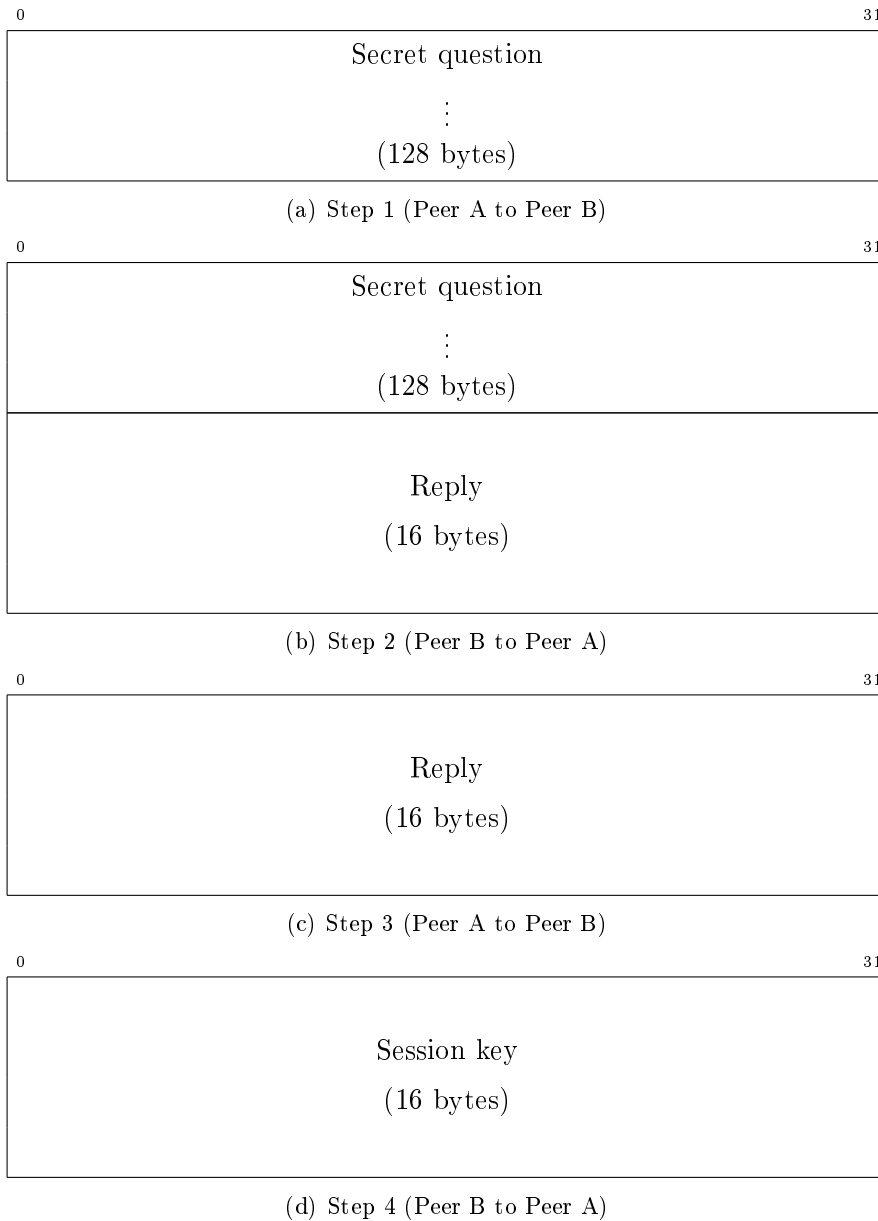 0 31
Secret question
⋮
(128 bytes)
(a) Step 1 (Peer A to Peer B)
0 31
Secret question
⋮
(128 bytes)
Reply
(16 bytes)
(b) Step 2 (Peer B to Peer A)
0 31
Reply
(16 bytes)
(c) Step 3 (Peer A to Peer B)
0 31
Session key
(16 bytes)
(d) Step 4 (Peer B to Peer A)